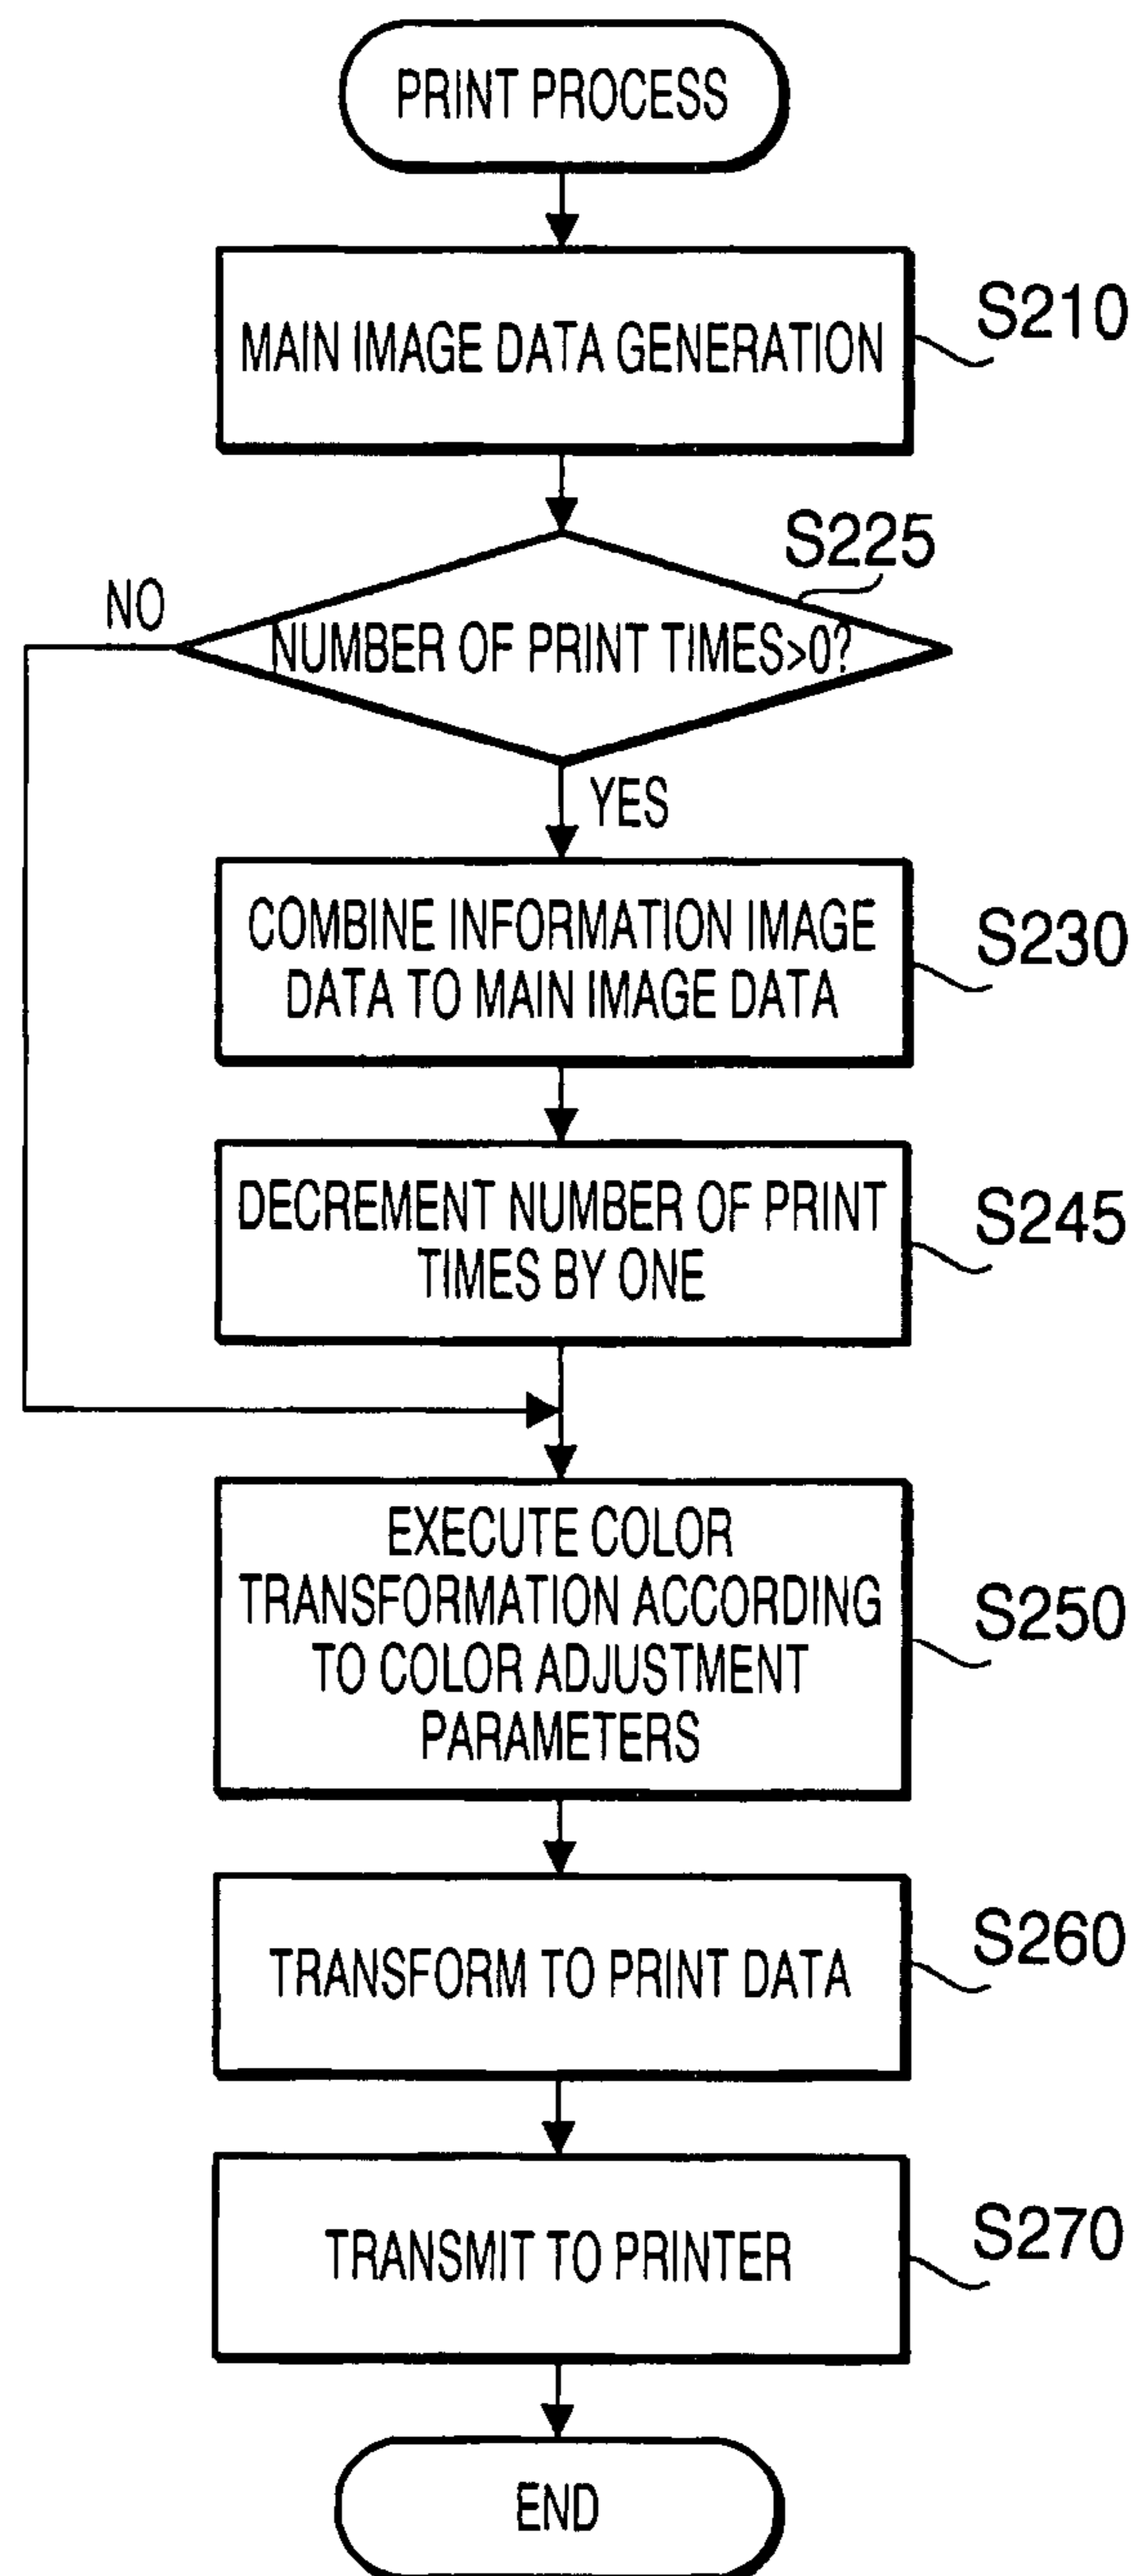 PRINT PROCESS
MAIN IMAGE DATA GENERATION
S210
S225
NO
NUMBER OF PRINT TIMES>0?
YES
COMBINE INFORMATION IMAGE
DATA TO MAIN IMAGE DATA
S230
DECREMENT NUMBER OF PRINT
TIMES BY ONE
S245
EXECUTE COLOR
TRANSFORMATION ACCORDING
TO COLOR ADJUSTMENT
PARAMETERS
S250
TRANSFORM TO PRINT DATA
S260
TRANSMIT TO PRINTER
S270
END